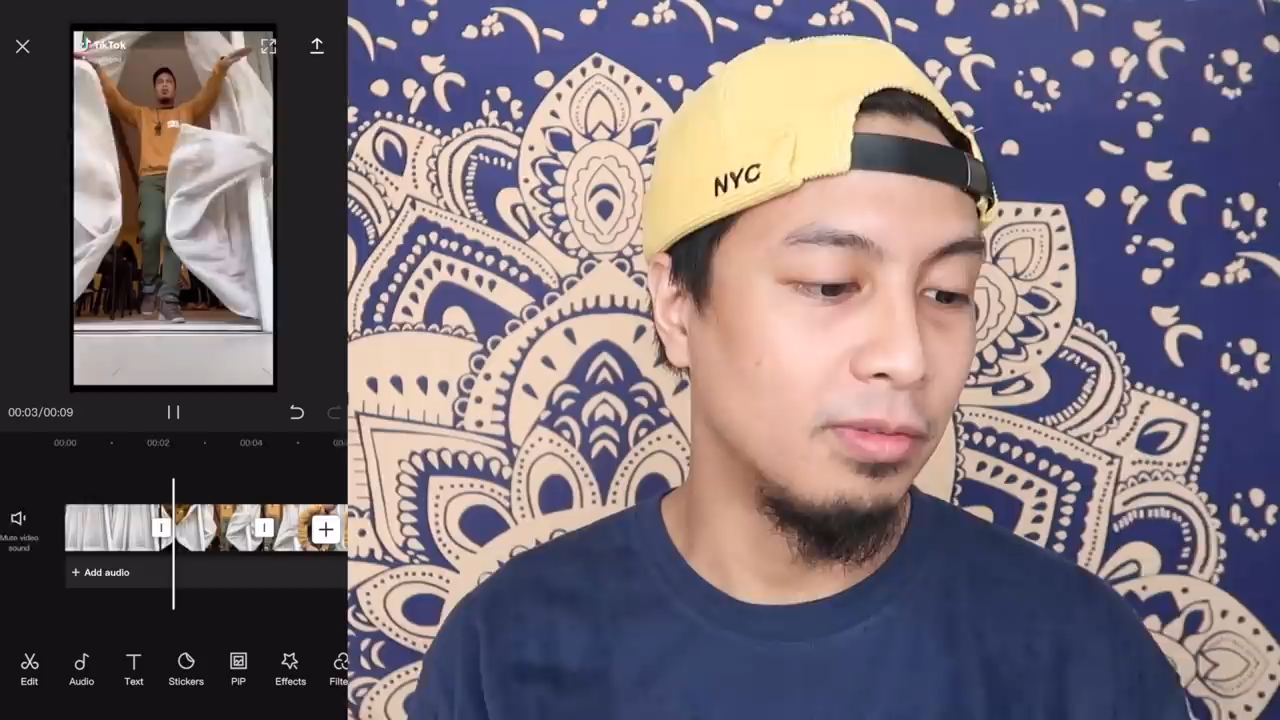 TikTok
NYC
00:03/00:09
00:00
00:02
00:04
Mute video
sound
+ Add audio
Edit
Audio
Text
Stickers
PIP
Effects
Filte